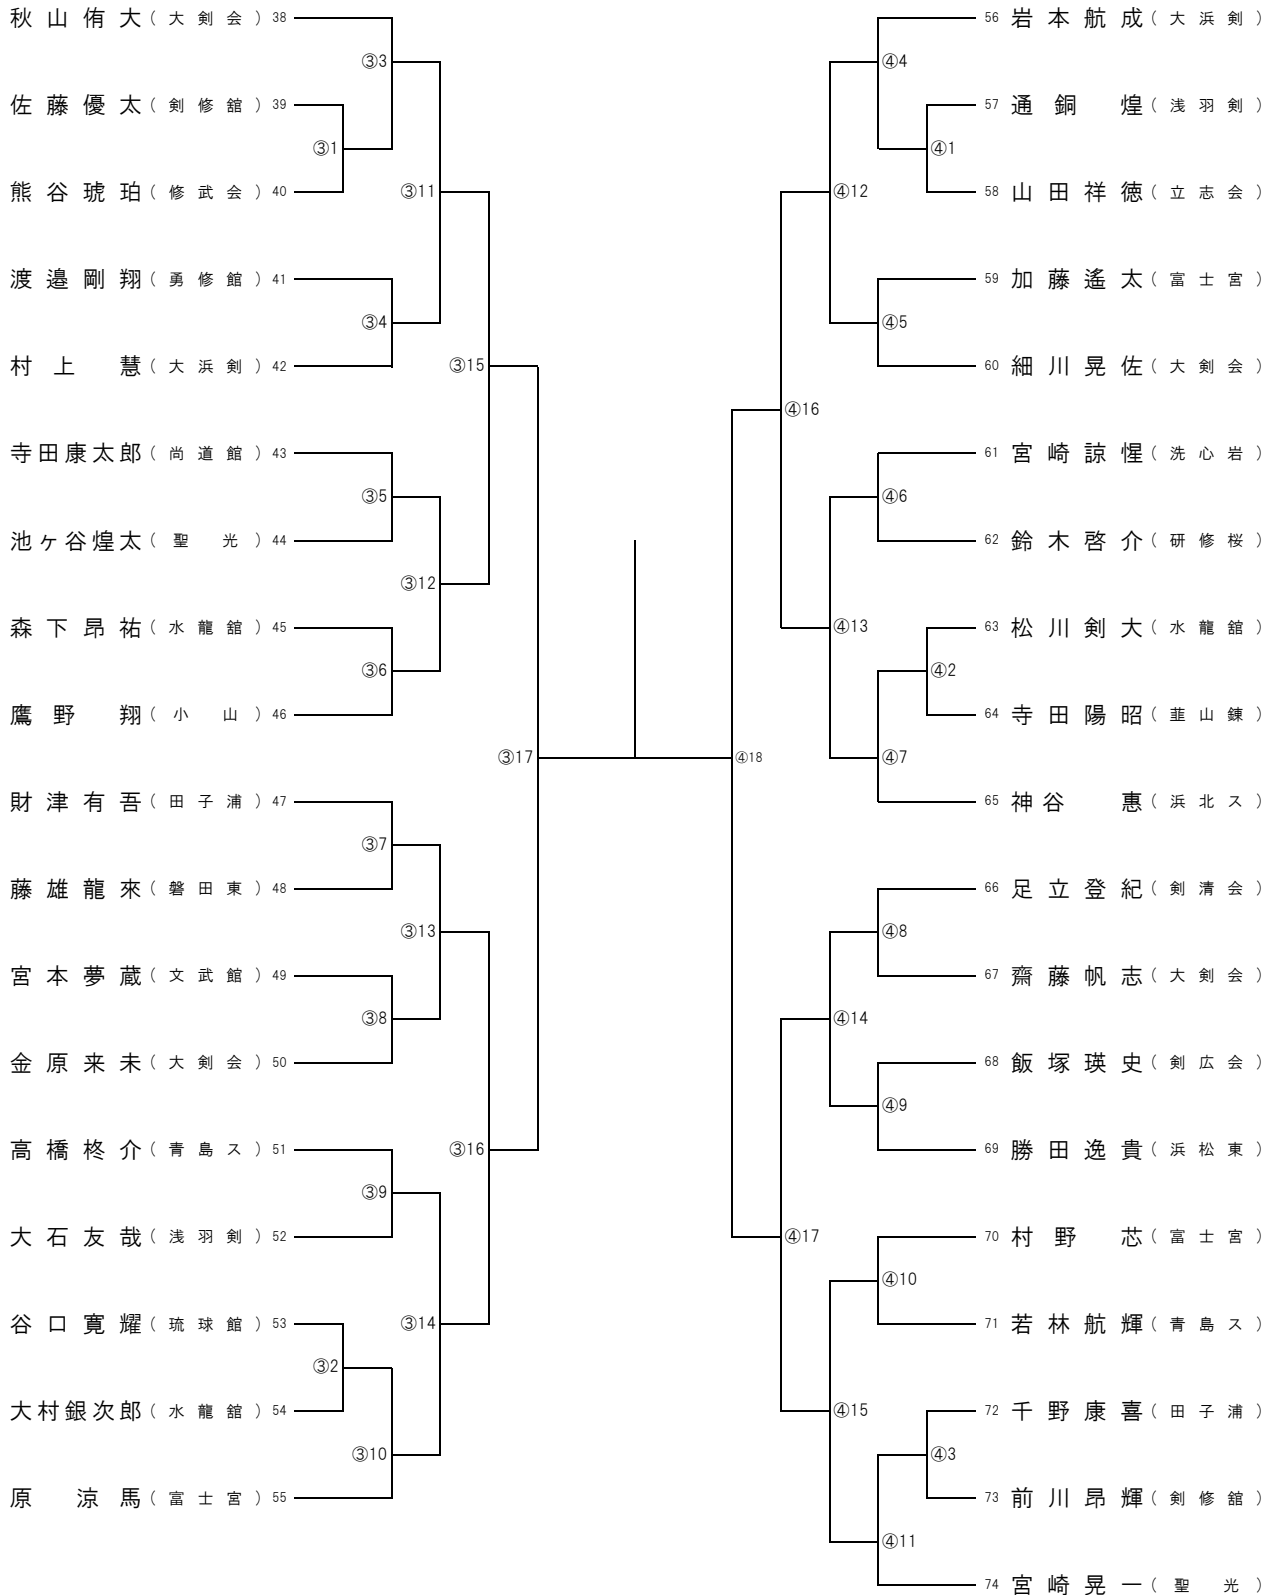 秋山侑大（大剣会）38
③3
佐藤優太（剣修舘）39
③1
熊谷琥珀（修武会）40
③11
渡邉剛翔（勇修館）41
③4
村上慧（大浜剣）42
③15
寺田康太郎（尚道館）43
③5
池ヶ谷煌太（聖光）44
③12
森下昂祐（水龍舘）45
③6
鷹野翔（小山）46
③17
財津有吾（田子浦）47
③7
藤雄龍來（磐田東）48
③13
宮本夢蔵（文武館）49
③8
金原来未（大剣会）50
高橋柊介（青島ス）51
③16
③9
大石友哉（浅羽剣）52
谷口寛耀（琉球館）53
③14
③2
大村銀次郎（水龍舘）54
③10
原涼馬（富士宮）55
56 岩本航成（大浜剣）
④4
57 通銅煌（浅羽剣）
④1
58 山田祥徳（立志会）
④12
59 加藤遙太（富士宮）
④5
60 細川晃佐（大剣会）
④16
61 宮崎諒惺（洗心岩）
④6
62 鈴木啓介（研修桜）
63 松川剣大（水龍舘）
④13
④2
64 寺田陽昭（韮山錬）
④7
④18
65 神谷惠（浜北ス）
66 足立登紀（剣清会）
④8
67 齋藤帆志（大剣会）
④14
68 飯塚瑛史（剣広会）
④9
69 勝田逸貴（浜松東）
70 村野芯（富士宮）
④17
④10
71 若林航輝（青島ス）
72 千野康喜（田子浦）
④15
④3
73 前川昂輝（剣修舘）
④11
74 宮崎晃一（聖光）